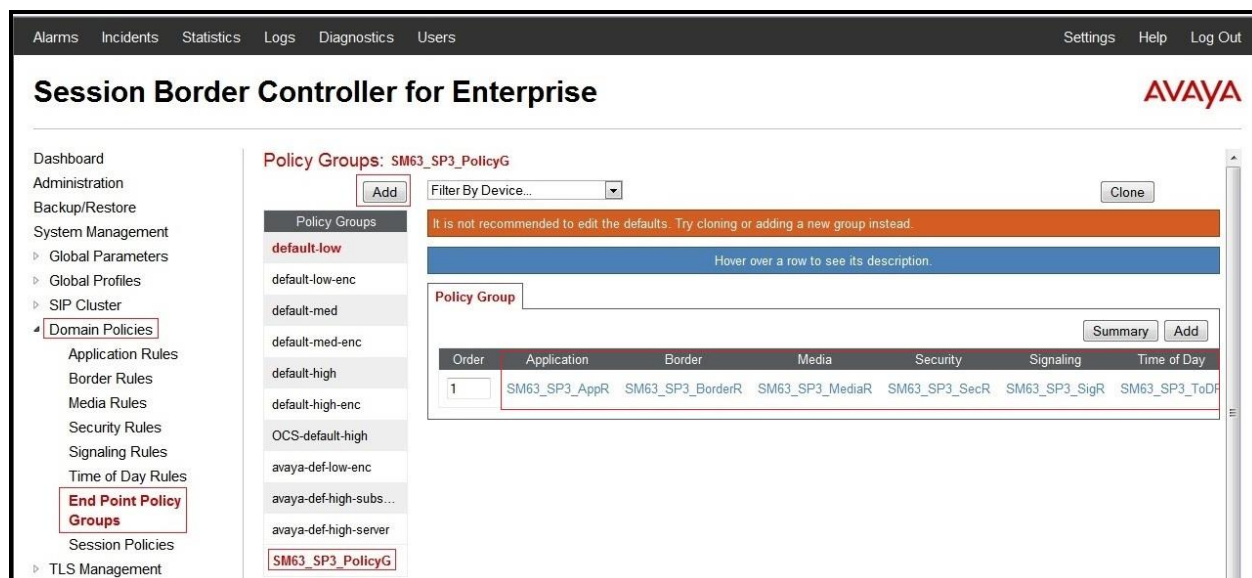 Alarms Incidents Statistics Logs Diagnostics Users Settings Help Log Out
Session Border Controller for Enterprise
AVAYA
Dashboard
Administration
Backup/Restore
System Management
Global Parameters
Global Profiles
SIP Cluster
Domain Policies
Application Rules
Border Rules
Media Rules
Security Rules
Signaling Rules
Time of Day Rules
End Point Policy
Groups
Session Policies
TLS Management
Policy Groups: SM63_SP3_PolicyG
Add
Filter By Device...
Clone
Policy Groups
default-low
default-low-enc
default-med
default-med-enc
default-high
default-high-enc
OCS-default-high
avaya-def-low-enc
avaya-def-high-subs...
avaya-def-high-server
SM63_SP3_PolicyG
It is not recommended to edit the defaults. Try cloning or adding a new group instead.
Hover over a row to see its description.
Policy Group
Summary Add
Order Application Border Media Security Signaling Time of Day
1 SM63_SP3_AppR SM63_SP3_BorderR SM63_SP3_MediaR SM63_SP3_SecR SM63_SP3_SigR SM63_SP3_ToDR